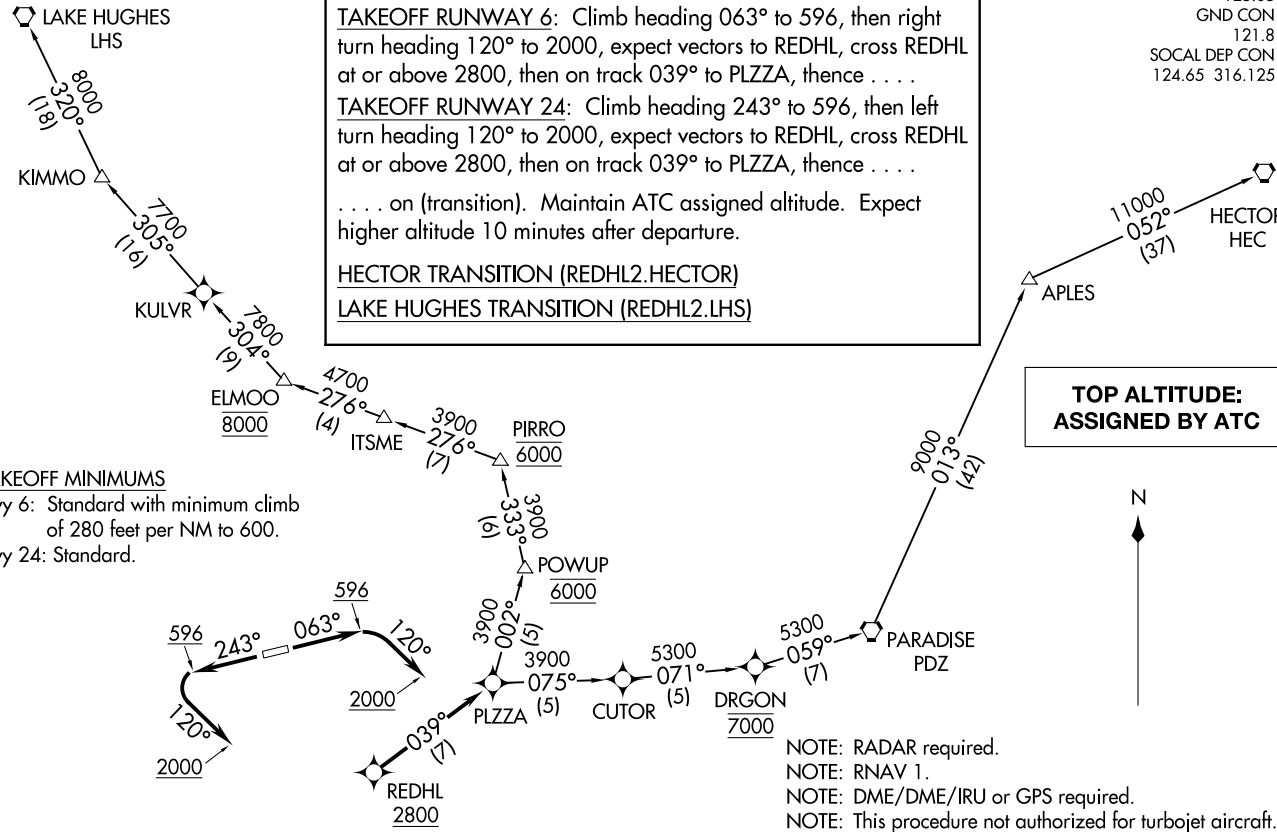 LAKE HUGHES
LHS
8000
320°
(18)
KIMMO
7700
305°
(16)
KULVR
7800
304°
(9)
ELMOO
8000
4700
276°
(4)
ITSME
3900
276°
(7)
PIRRO
6000
3900
333°
(6)
POWUP
6000
3900
002°
(5)
TAKEOFF RUNWAY 6: Climb heading 063° to 596, then right
turn heading 120° to 2000, expect vectors to REDHL, cross REDHL
at or above 2800, then on track 039° to PLZZA, thence . . . .
TAKEOFF RUNWAY 24: Climb heading 243° to 596, then left
turn heading 120° to 2000, expect vectors to REDHL, cross REDHL
at or above 2800, then on track 039° to PLZZA, thence . . . .
. . . . on (transition). Maintain ATC assigned altitude. Expect
higher altitude 10 minutes after departure.
HECTOR TRANSITION (REDHL2.HECTOR)
LAKE HUGHES TRANSITION (REDHL2.LHS)
GND CON
121.8
SOCAL DEP CON
124.65 316.125
HECTOR
HEC
11000
052°
(37)
APLES
TOP ALTITUDE:
ASSIGNED BY ATC
9000
013°
(42)
N
AKEOFF MINIMUMS
vy 6: Standard with minimum climb
of 280 feet per NM to 600.
vy 24: Standard.
596
243°
063°
596
120°
2000
120°
2000
REDHL
2800
039°
(7)
PLZZA
3900
075°
(5)
CUTOR
5300
071°
(5)
DRGON
7000
5300
059°
(7)
PARADISE
PDZ
NOTE: RADAR required.
NOTE: RNAV 1.
NOTE: DME/DME/IRU or GPS required.
NOTE: This procedure not authorized for turbojet aircraft.